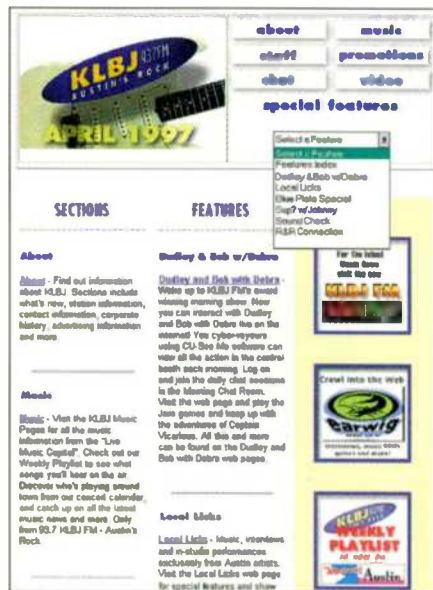 about music
staff promotions
chat video
special features
KLBJ 93.7 FM
AUSTIN'S ROCK
APRIL 1997
Select a Feature
Select a Feature
Features Index
Dudley & Bob w/Debra
Local Licks
Blue Plate Special
Sup? w/Johnny
Sound Check
R&R Connection
SECTIONS
About
About - Find out information
about KLBJ. Sections include
what's new, station information,
contact information, corporate
history, advertising information
and more.
Music
Music - Visit the KLBJ Music
Pages for all the music
information from the "Live
Music Capital". Check out our
Weekly Playlist to see what
songs you'll hear on the air.
Discover who's playing around
town from our concert calendar,
and catch up on all the latest
music news and more. Only
from 93.7 KLBJ FM - Austin's
Rock.
FEATURES
Dudley & Bob w/Debra
Dudley and Bob with Debra -
Wake up to KLBJ FM's award
winning morning show. Now
you can interact with Dudley
and Bob with Debra live on the
internet! You cyber-voyeurs
using CU-See Me software can
view all the action in the control
booth each morning. Log on
and join the daily chat sessions
in the Morning Chat Room.
Visit the web page and play the
Jam games and keep up with
the adventures of Captain
Vicarious. All this and more
can be found on the Dudley and
Bob with Debra web pages.
Local Licks
Local Licks - Music, interviews
and in-studio performances
exclusively from Austin artists.
Visit the Local Licks web page
for special features and show
For the latest
visit the new
KLBJ FM
Crawl into the Web
earwig
KLBJ
WEEKLY
PLAYLIST
Austin